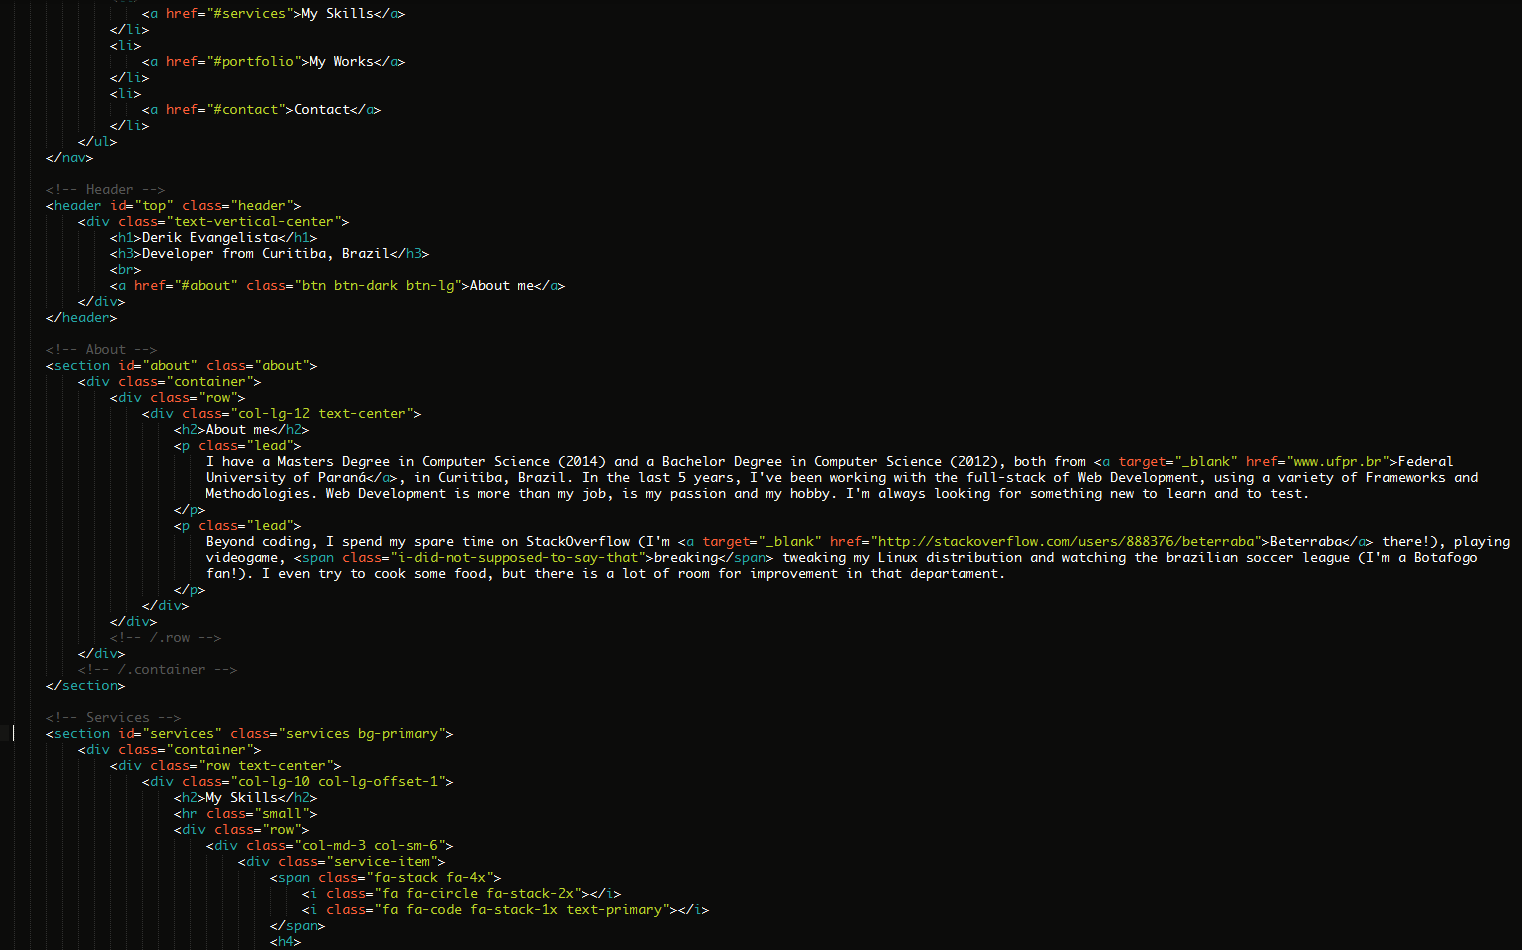 <a href="#services">My Skills</a>
</li>
<li>
<a href="#portfolio">My Works</a>
</li>
<li>
<a href="#contact">Contact</a>
</li>
</ul>
</nav>
<!-- Header -->
<header id="top" class="header">
<div class="text-vertical-center">
<h1>Derik Evangelista</h1>
<h3>Developer from Curitiba, Brazil</h3>
<br>
<a href="#about" class="btn btn-dark btn-lg">About me</a>
</div>
</header>
<!-- About -->
<section id="about" class="about">
<div class="container">
<div class="row">
<div class="col-lg-12 text-center">
<h2>About me</h2>
<p class="lead">
I have a Masters Degree in Computer Science (2014) and a Bachelor Degree in Computer Science (2012), both from <a target="_blank" href="www.ufpr.br">Federal
University of Paraná</a>, in Curitiba, Brazil. In the last 5 years, I've been working with the full-stack of Web Development, using a variety of Frameworks and
Methodologies. Web Development is more than my job, is my passion and my hobby. I'm always looking for something new to learn and to test.
</p>
<p class="lead">
Beyond coding, I spend my spare time on StackOverflow (I'm <a target="_blank" href="http://stackoverflow.com/users/888376/beterraba">Beterraba</a> there!), playing
videogame, <span class="i-did-not-supposed-to-say-that">breaking</span> tweaking my Linux distribution and watching the brazilian soccer league (I'm a Botafogo
fan!). I even try to cook some food, but there is a lot of room for improvement in that departament.
</p>
</div>
</div>
<!-- /.row -->
</div>
<!-- /.container -->
</section>
<!-- Services -->
<section id="services" class="services bg-primary">
<div class="container">
<div class="row text-center">
<div class="col-lg-10 col-lg-offset-1">
<h2>My Skills</h2>
<hr class="small">
<div class="row">
<div class="col-md-3 col-sm-6">
<div class="service-item">
<span class="fa-stack fa-4x">
<i class="fa fa-circle fa-stack-2x"></i>
<i class="fa fa-code fa-stack-1x text-primary"></i>
</span>
<h4>